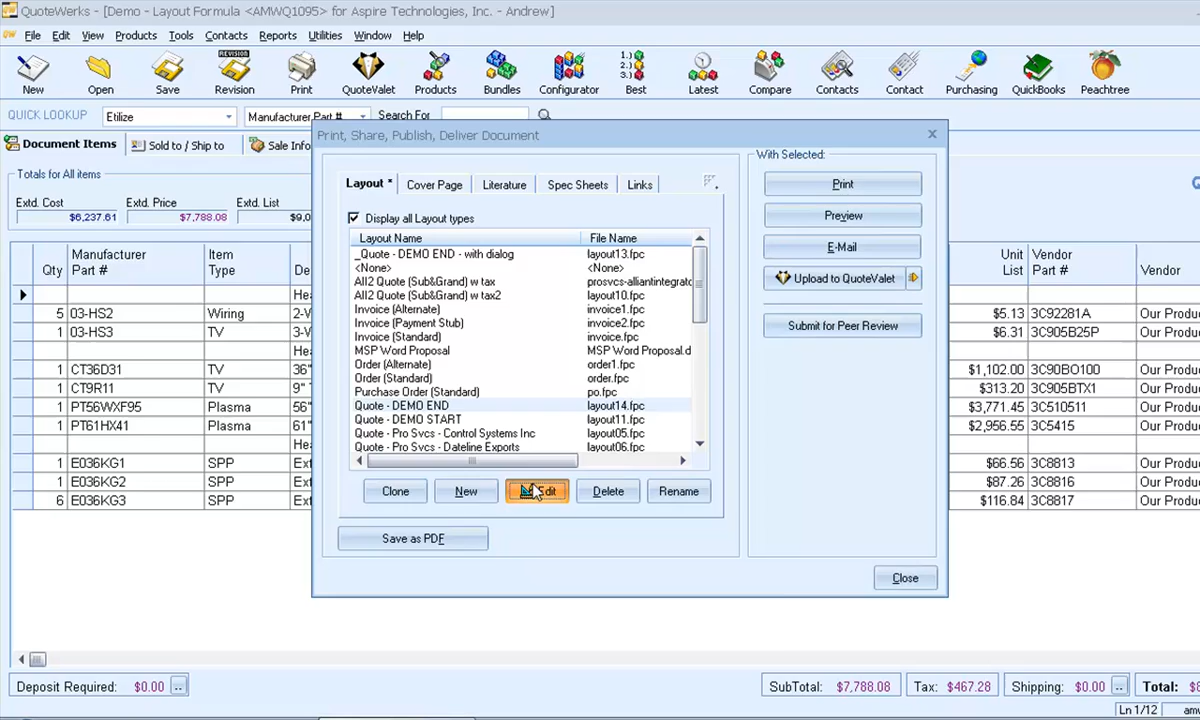 QuoteWerks - [Demo - Layout Formula <AMWQ1095> for Aspire Technologies, Inc. - Andrew]
File Edit View Products Tools Contacts Reports Utilities Window Help
REVISION 1.) 2.) 3.)
New Open Save Revision Print QuoteValet Products Bundles Configurator Best Latest Compare Contacts Contact Purchasing QuickBooks Peachtree
QUICK LOOKUP Etilize Manufacturer Part # Search For
Document Items Sold to / Ship to Sale Info
Totals for All items
Extd. Cost Extd. Price Extd. List
$6,237.61 $7,788.08
Qty Manufacturer Part # Item Type Unit List Vendor Part # Vendor
5 03-HS2 Wiring $5.13 3C92281A Our Produ
1 03-HS3 TV $6.31 3C905B25P Our Produ
1 CT36D31 TV 36" $1,102.00 3C90BO100 Our Produ
1 CT9R11 TV 9" $313.20 3C905BTX1 Our Produ
1 PT56WXF95 Plasma 56" $3,771.45 3C510511 Our Produ
1 PT61HX41 Plasma 61" $2,956.55 3C5415 Our Produ
1 E036KG1 SPP Ext $66.56 3C8813 Our Produ
1 E036KG2 SPP Ext $87.26 3C8816 Our Produ
6 E036KG3 SPP Ext $116.84 3C8817 Our Produ
Print, Share, Publish, Deliver Document
Layout * Cover Page Literature Spec Sheets Links
Display all Layout types
Layout Name File Name
_Quote - DEMO END - with dialog layout13.fpc
<None> <None>
All2 Quote (Sub&Grand) w tax prosvcs-alliantintegrato
All2 Quote (Sub&Grand) w tax2 layout10.fpc
Invoice (Alternate) invoice1.fpc
Invoice (Payment Stub) invoice2.fpc
Invoice (Standard) invoice.fpc
MSP Word Proposal MSP Word Proposal.d
Order (Alternate) order1.fpc
Order (Standard) order.fpc
Purchase Order (Standard) po.fpc
Quote - DEMO END layout14.fpc
Quote - DEMO START layout11.fpc
Quote - Pro Svcs - Control Systems Inc layout05.fpc
Quote - Pro Svcs - Dateline Exports layout06.fpc
Clone New Edit Delete Rename
Save as PDF
With Selected:
Print
Preview
E-Mail
Upload to QuoteValet
Submit for Peer Review
Close
Deposit Required: $0.00 .. SubTotal: $7,788.08 Tax: $467.28 Shipping: $0.00 .. Total:
Ln 1/12